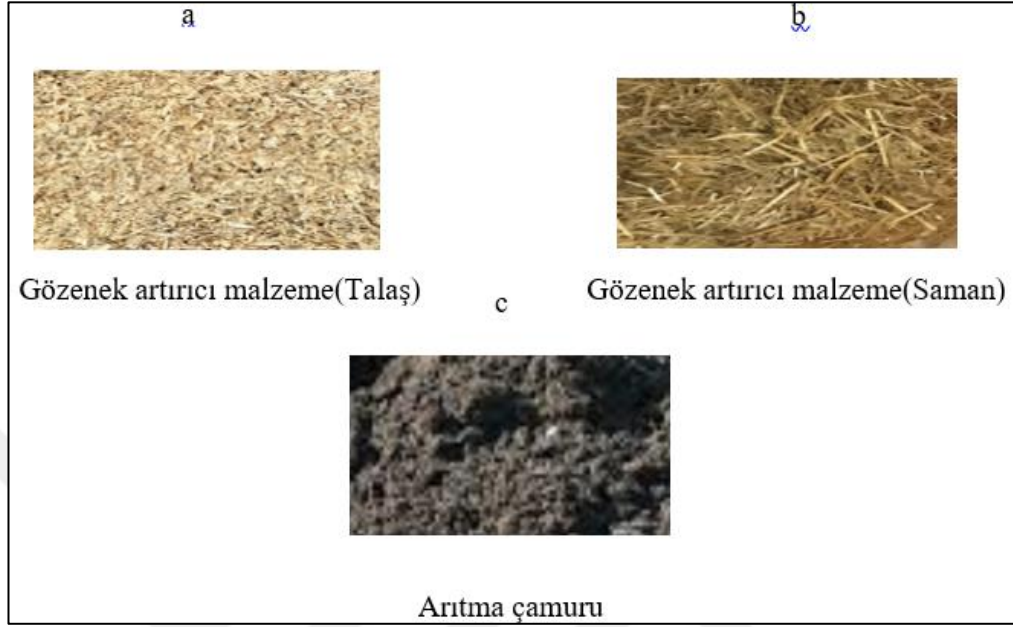 a
b
Gözenek artırıcı malzeme(Talaş)
Gözenek artırıcı malzeme(Saman)
c
Arıtma çamuru